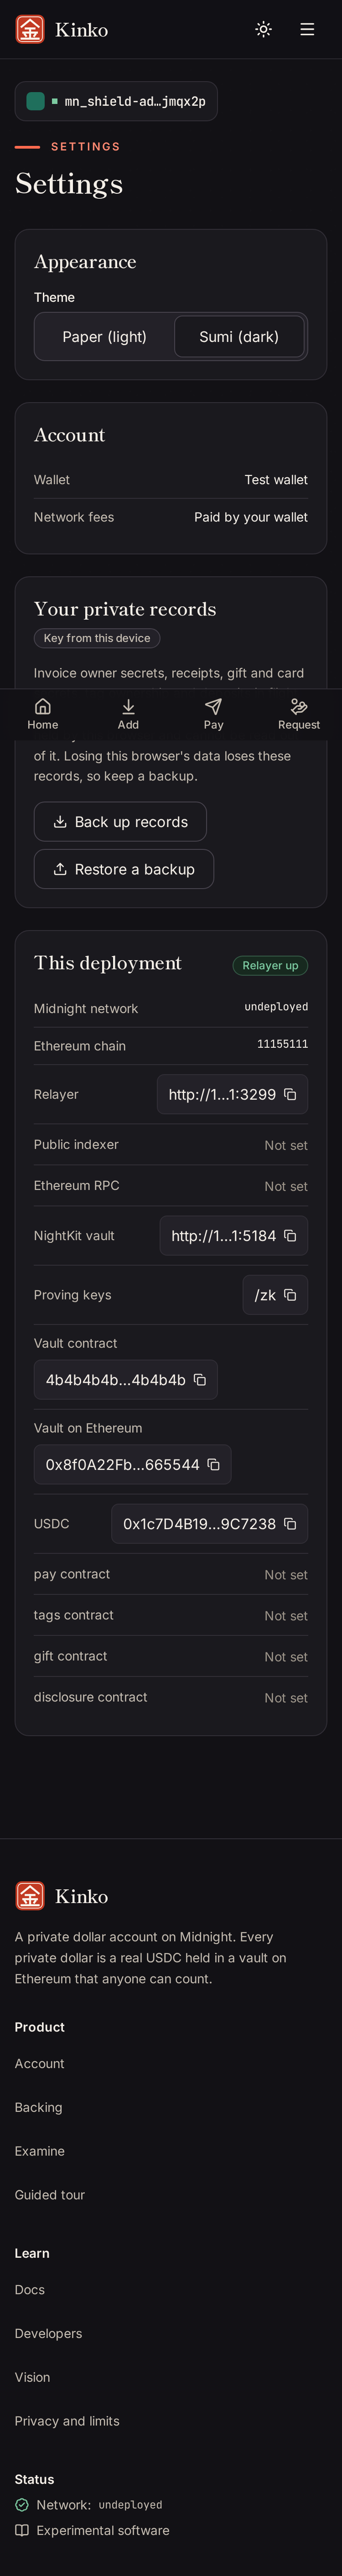 金 Kinko
mn_shield-ad…jmqx2p
SETTINGS
Settings
Appearance
Theme
Paper (light)
Sumi (dark)
Account
Wallet Test wallet
Network fees Paid by your wallet
Your private records
Key from this device
Invoice owner secrets, receipts, gift and card
Home Add Pay Request
of it. Losing this browser's data loses these
records, so keep a backup.
Back up records
Restore a backup
This deployment Relayer up
Midnight network undeployed
Ethereum chain 11155111
Relayer http://1…1:3299
Public indexer Not set
Ethereum RPC Not set
NightKit vault http://1…1:5184
Proving keys /zk
Vault contract
4b4b4b4b…4b4b4b
Vault on Ethereum
0x8f0A22Fb…665544
USDC 0x1c7D4B19…9C7238
pay contract Not set
tags contract Not set
gift contract Not set
disclosure contract Not set
金 Kinko
A private dollar account on Midnight. Every
private dollar is a real USDC held in a vault on
Ethereum that anyone can count.
Product
Account
Backing
Examine
Guided tour
Learn
Docs
Developers
Vision
Privacy and limits
Status
Network: undeployed
Experimental software